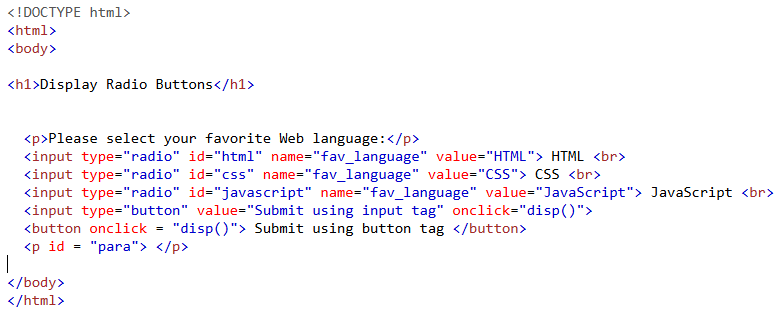 <!DOCTYPE html>
<html>
<body>
<h1>Display Radio Buttons</h1>
<p>Please select your favorite Web language:</p>
<input type="radio" id="html" name="fav_language" value="HTML"> HTML <br>
<input type="radio" id="css" name="fav_language" value="CSS"> CSS <br>
<input type="radio" id="javascript" name="fav_language" value="JavaScript"> JavaScript <br>
<input type="button" value="Submit using input tag" onclick="disp()">
<button onclick = "disp()"> Submit using button tag </button>
<p id = "para"> </p>
</body>
</html>